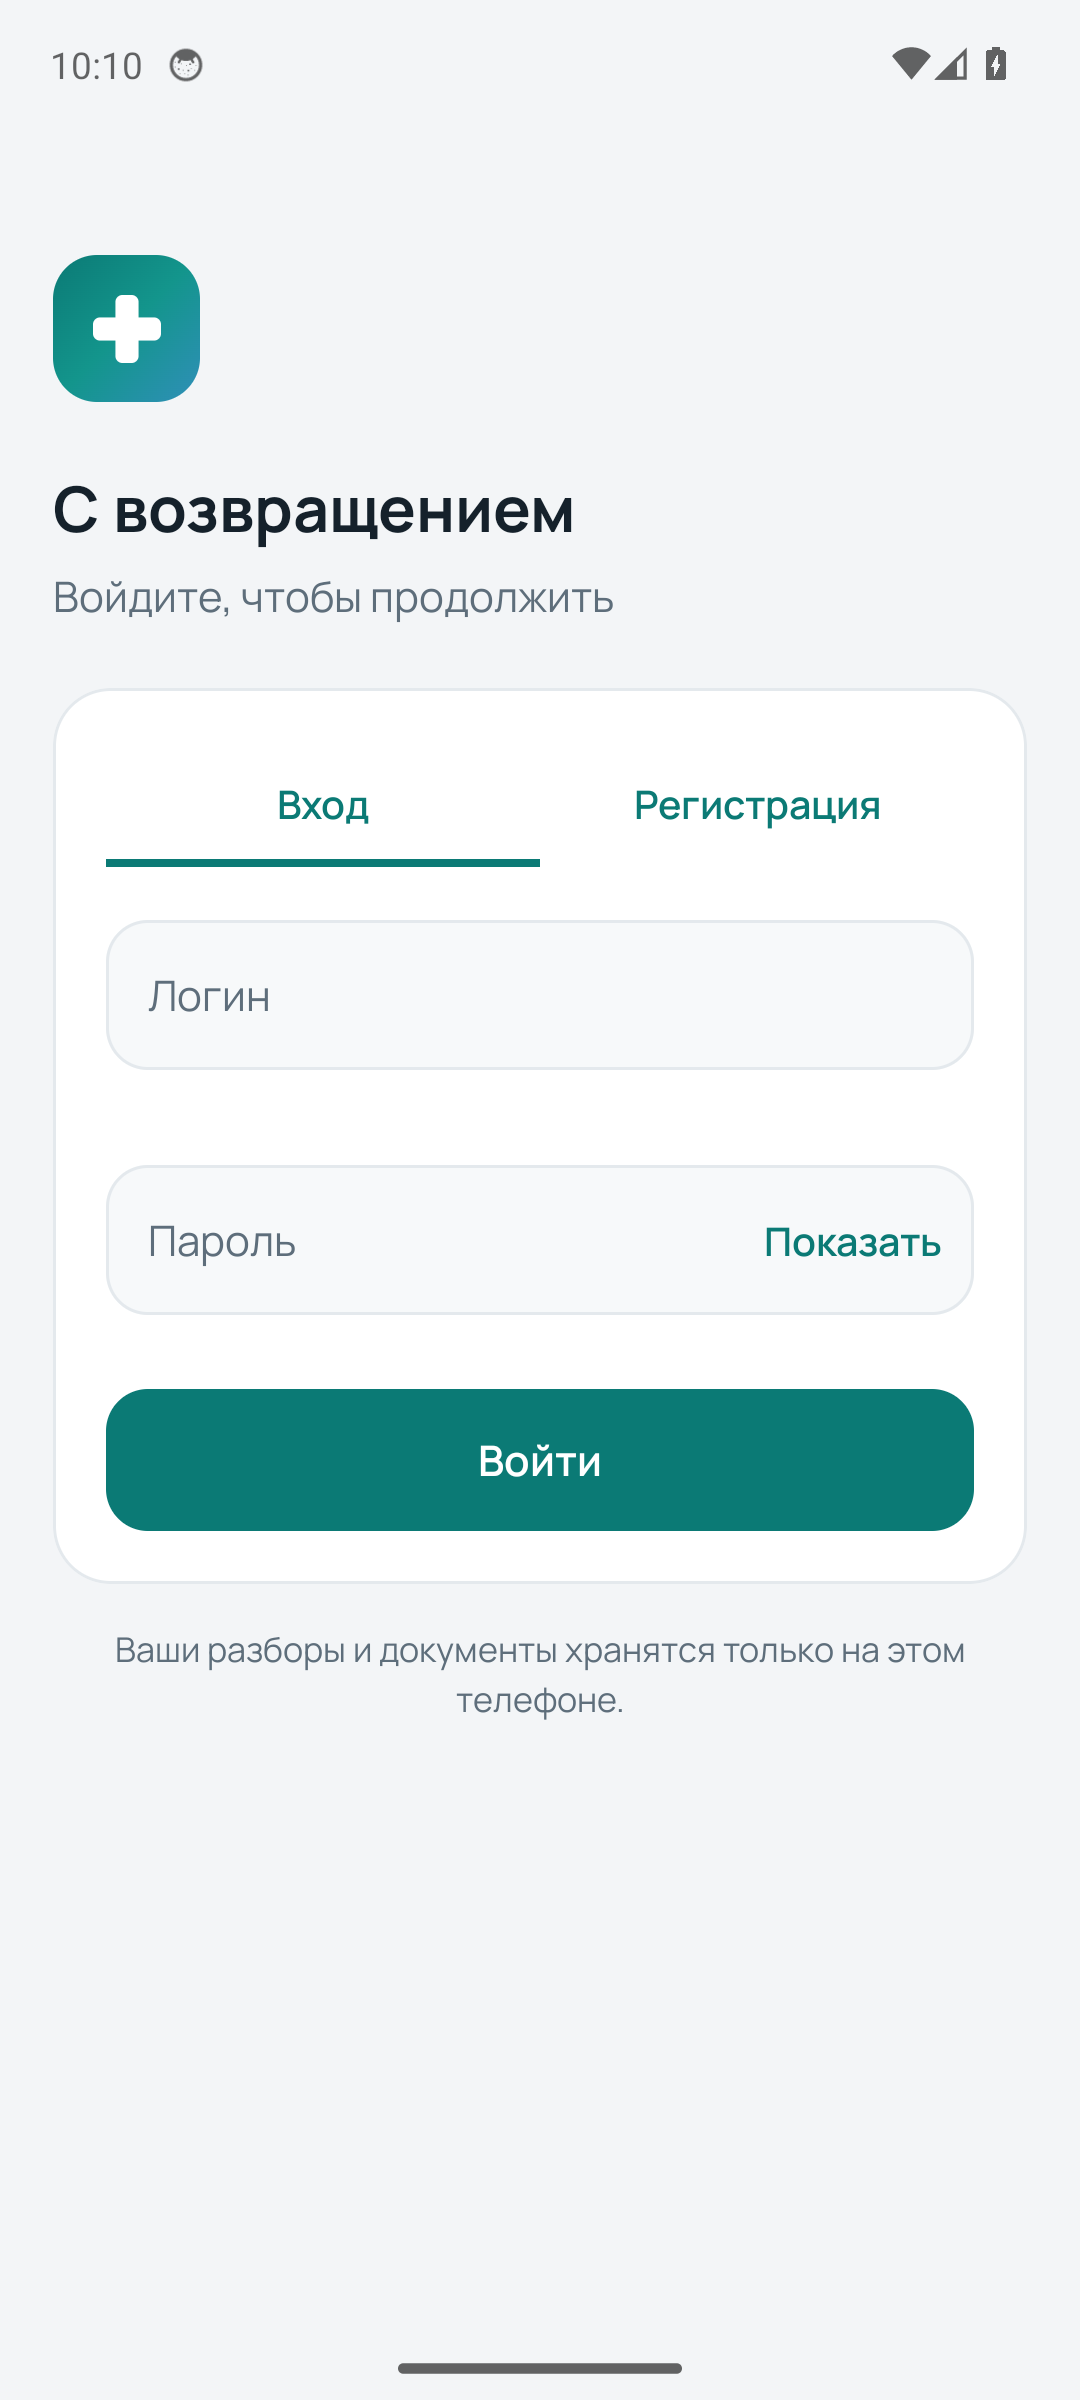 10:10
С возвращением
Войдите, чтобы продолжить
Вход
Регистрация
Логин
Пароль
Показать
Войти
Ваши разборы и документы хранятся только на этом
телефоне.